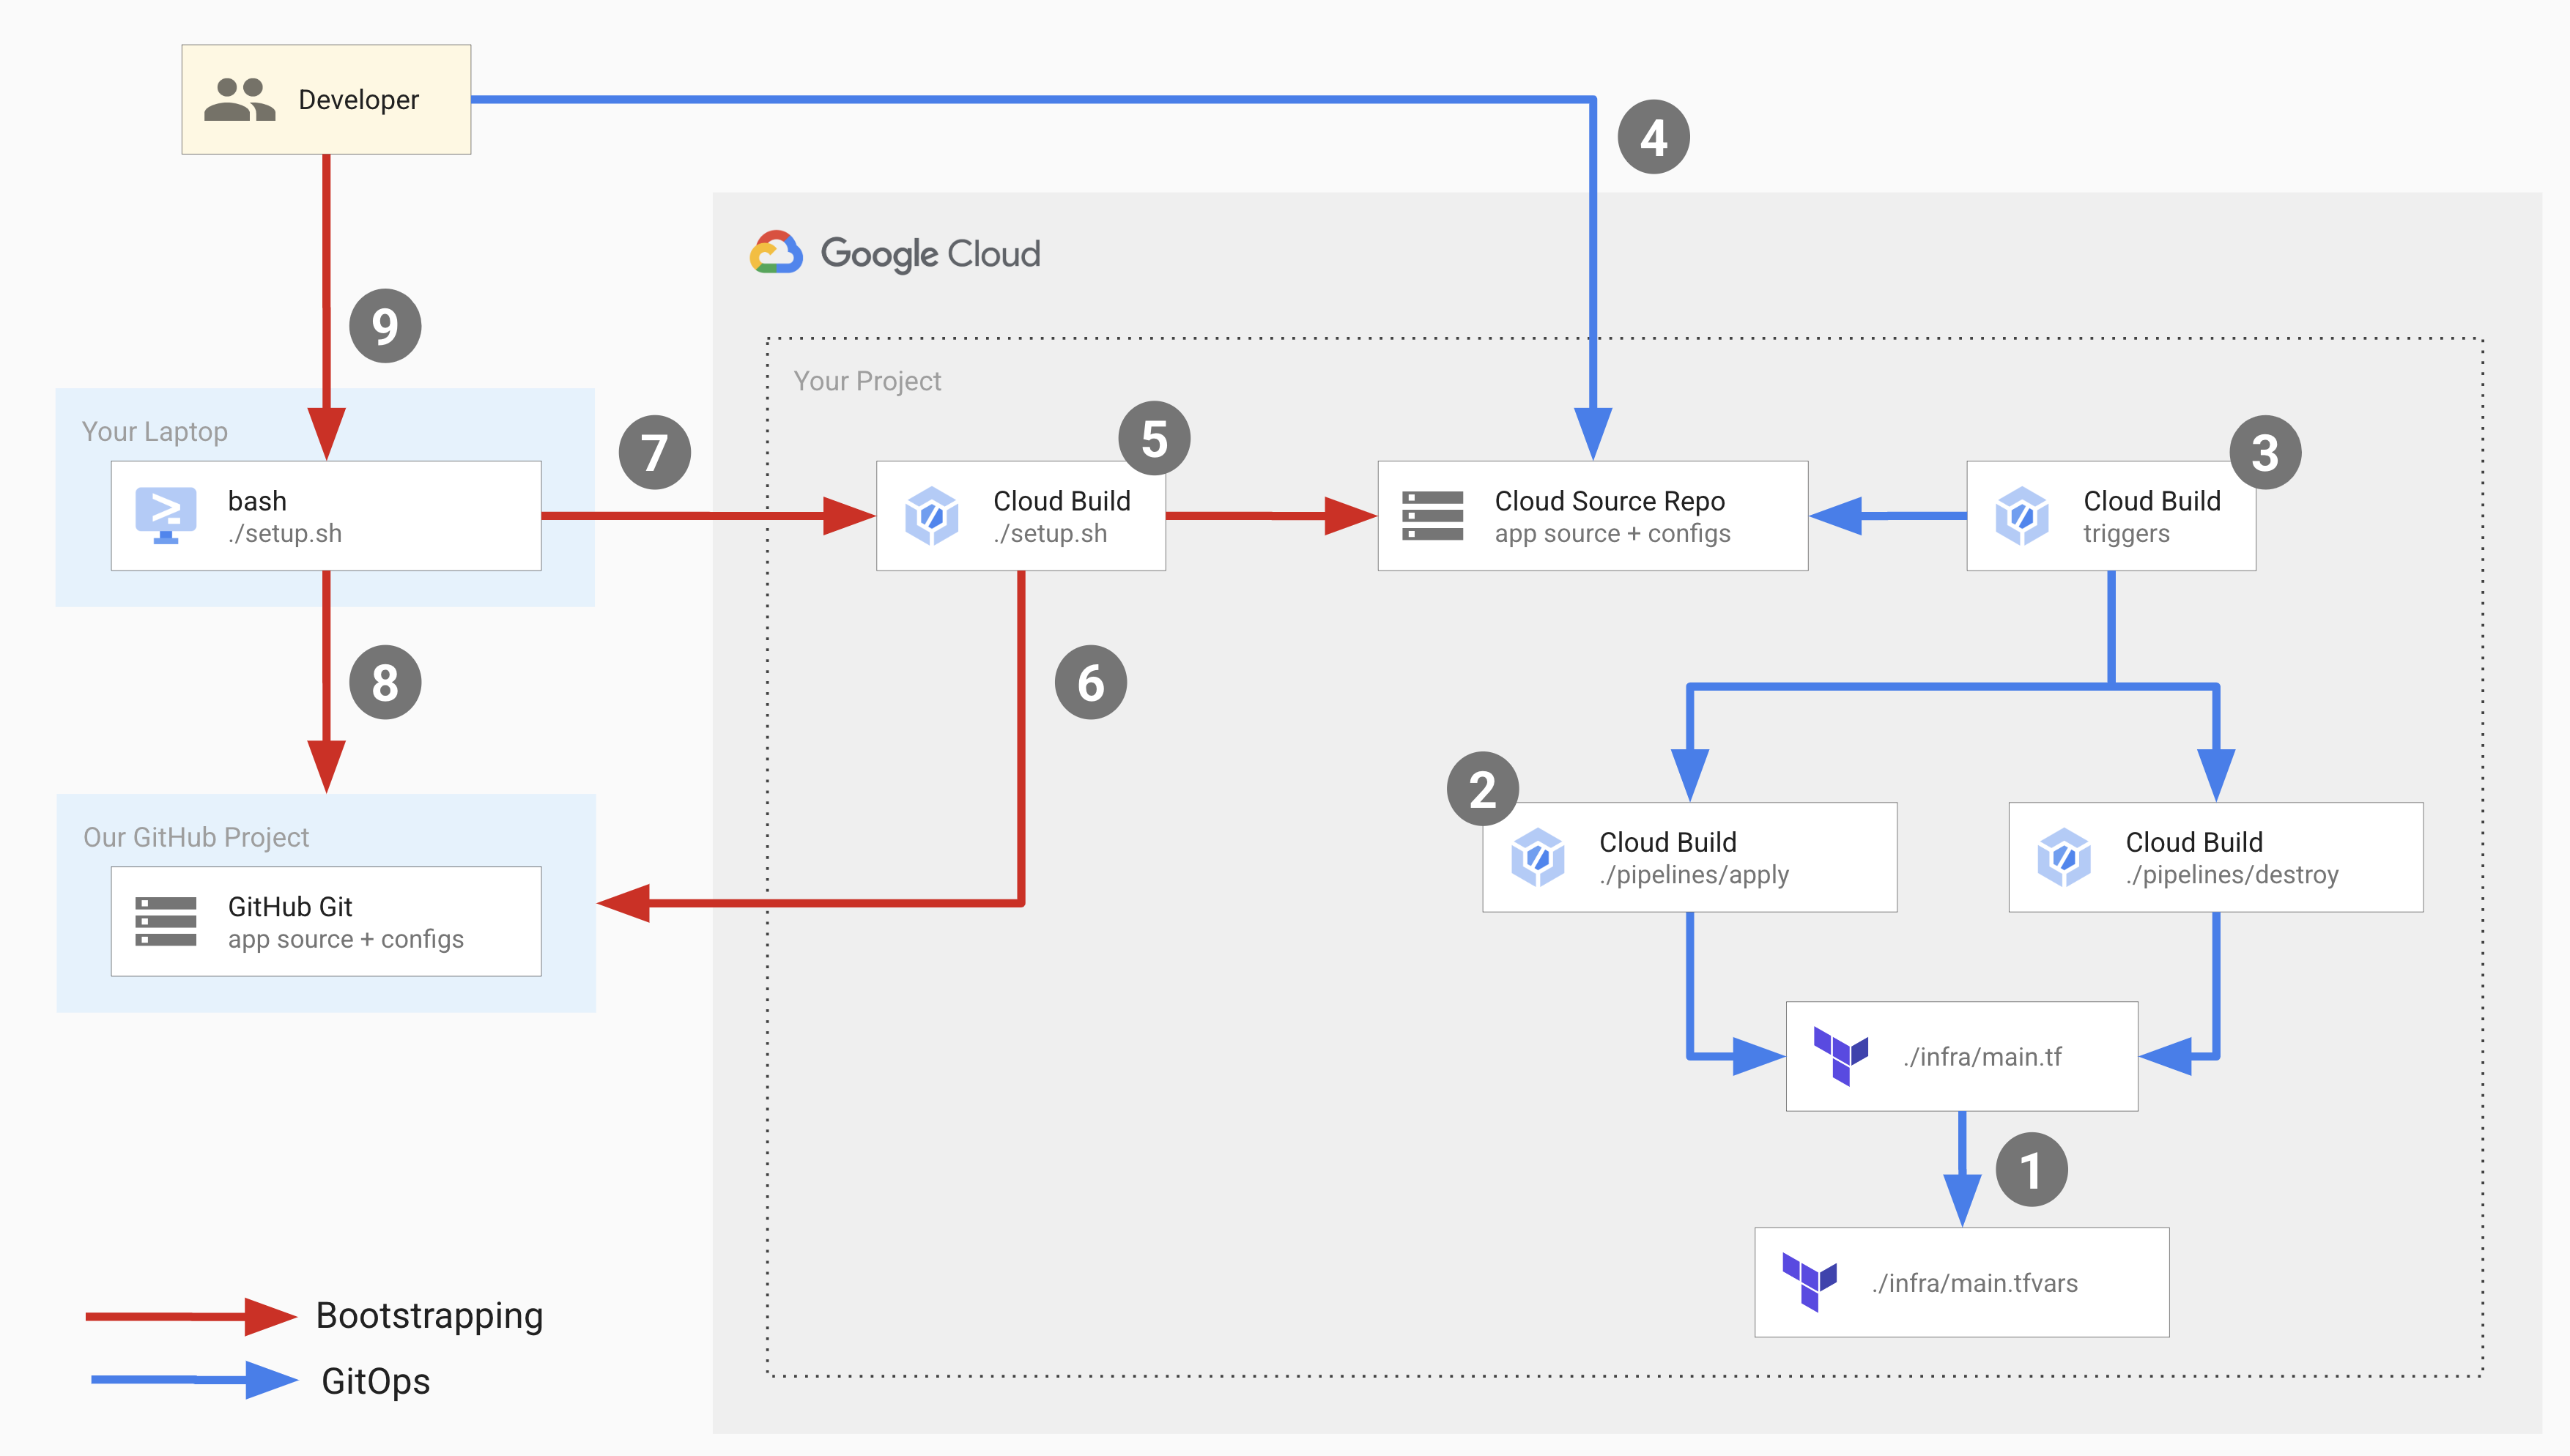 Developer
4
Google Cloud
9
Your Project
Your Laptop
bash
./setup.sh
7
5
Cloud Build
./setup.sh
Cloud Source Repo
app source + configs
3
Cloud Build
triggers
8
6
2
Cloud Build
./pipelines/apply
Cloud Build
./pipelines/destroy
Our GitHub Project
GitHub Git
app source + configs
./infra/main.tf
1
./infra/main.tfvars
Bootstrapping
GitOps